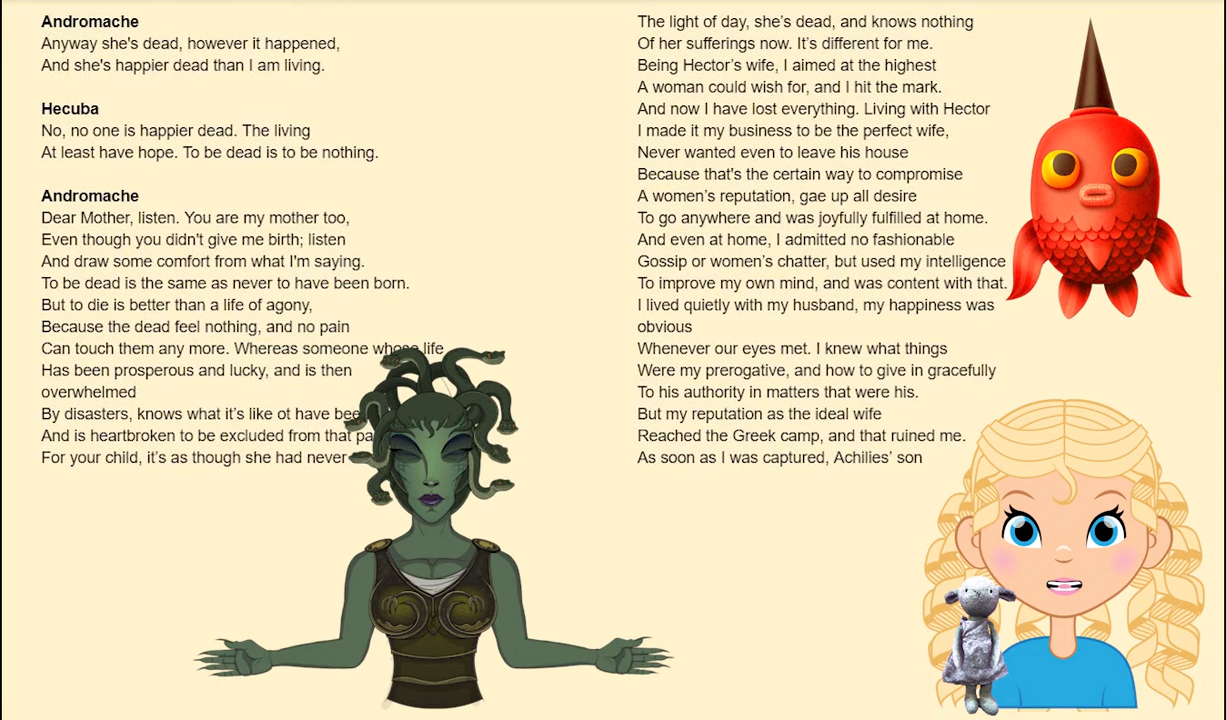 Andromache
Anyway she's dead, however it happened,
And she's happier dead than I am living.
Hecuba
No, no one is happier dead. The living
At least have hope. To be dead is to be nothing.
Andromache
Dear Mother, listen. You are my mother too,
Even though you didn't give me birth; listen
And draw some comfort from what I'm saying.
To be dead is the same as never to have been born.
But to die is better than a life of agony,
Because the dead feel nothing, and no pain
Can touch them any more. Whereas someone whose life
Has been prosperous and lucky, and is then
overwhelmed
By disasters, knows what it's like ot have
And is heartbroken to be excluded from that
For your child, it's as though she had never
The light of day, she's dead, and knows nothing
Of her sufferings now. It's different for me.
Being Hector's wife, I aimed at the highest
A woman could wish for, and I hit the mark.
And now I have lost everything. Living with Hector
I made it my business to be the perfect wife,
Never wanted even to leave his house
Because that's the certain way to compromise
A women's reputation, gae up all desire
To go anywhere and was joyfully fulfilled at home.
And even at home, I admitted no fashionable
Gossip or women's chatter, but used my intelligence
To improve my own mind, and was content with that.
I lived quietly with my husband, my happiness was
obvious
Whenever our eyes met. I knew what things
Were my prerogative, and how to give in gracefully
To his authority in matters that were his.
But my reputation as the ideal wife
Reached the Greek camp, and that ruined me.
As soon as I was captured, Achilies' son